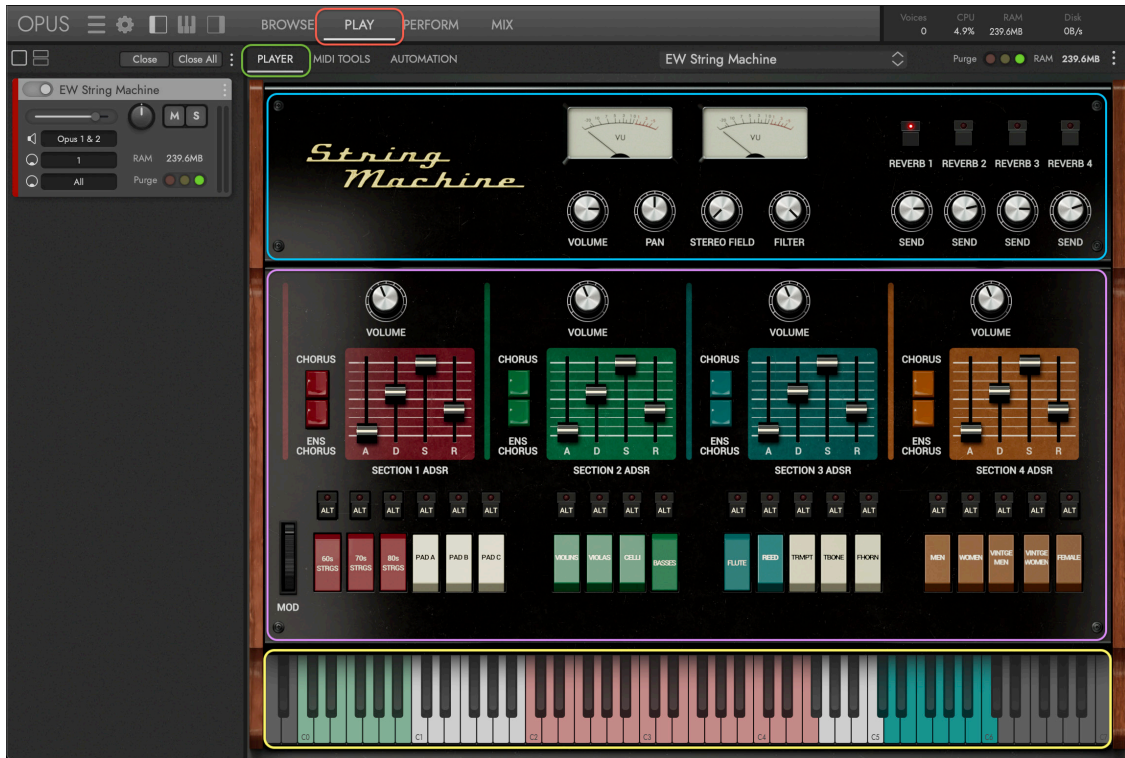 OPUS BROWSE PLAY PERFORM MIX
Voices CPU RAM Disk
0 4.9% 239.6MB 0B/s
Close Close All PLAYER MIDI TOOLS AUTOMATION EW String Machine Purge RAM 239.6MB
EW String Machine
M S
Opus 1 & 2
1 RAM 239.6MB
All Purge
String
Machine
VU VU
REVERB 1 REVERB 2 REVERB 3 REVERB 4
VOLUME PAN STEREO FIELD FILTER SEND SEND SEND SEND
VOLUME VOLUME VOLUME VOLUME
CHORUS CHORUS CHORUS CHORUS
ENS CHORUS ENS CHORUS ENS CHORUS ENS CHORUS
A D S R A D S R A D S R A D S R
SECTION 1 ADSR SECTION 2 ADSR SECTION 3 ADSR SECTION 4 ADSR
ALT ALT ALT ALT ALT ALT ALT ALT ALT ALT ALT ALT ALT ALT ALT ALT ALT ALT ALT ALT
60s STRGS 70s STRGS 80s STRGS PAD A PAD B PAD C VIOLINS VIOLAS CELLI BASSES FLUTE REED TRMPT TBONE FHORN MEN WOMEN VINTGE MEN VINTGE WOMEN FEMALE
MOD
C0 C1 C2 C3 C4 C5 C6